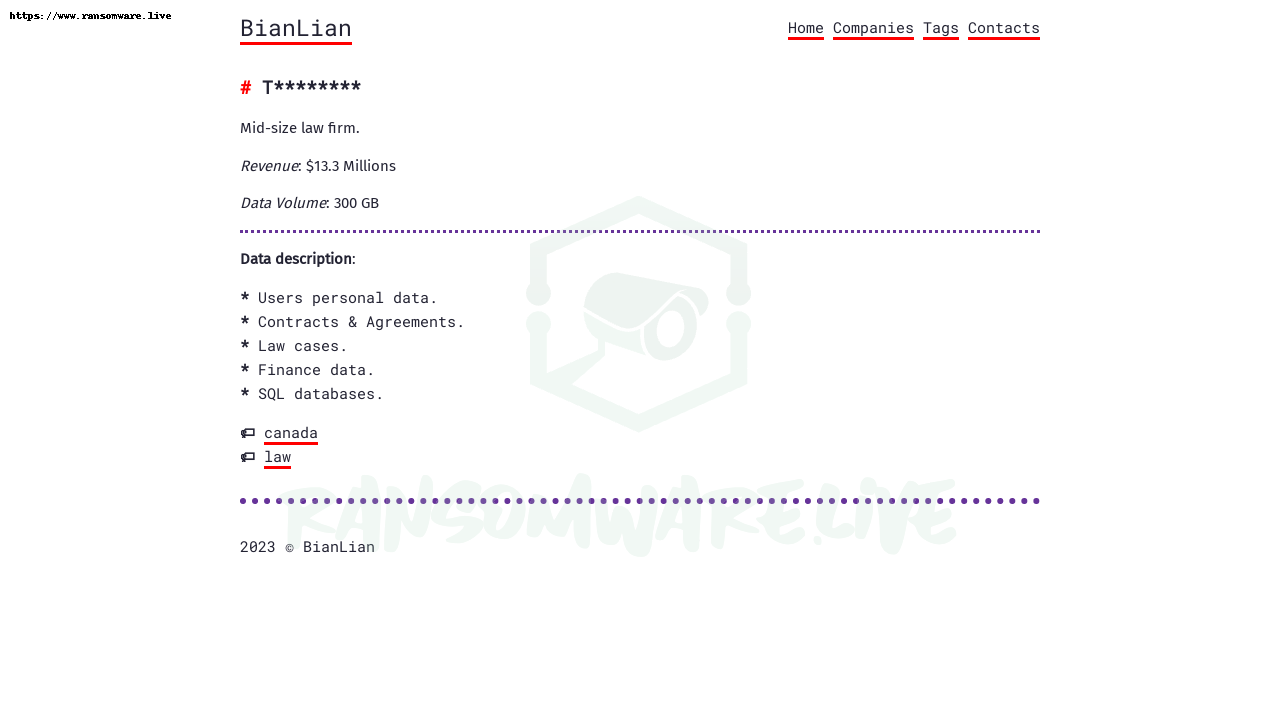 https://www.ransomware.live
BianLian
Home Companies Tags Contacts
# T********
Mid-size law firm.
Revenue: $13.3 Millions
Data Volume: 300 GB
Data description:
* Users personal data.
* Contracts & Agreements.
* Law cases.
* Finance data.
* SQL databases.
canada
law
RANSOMWARE.LIVE
2023 © BianLian